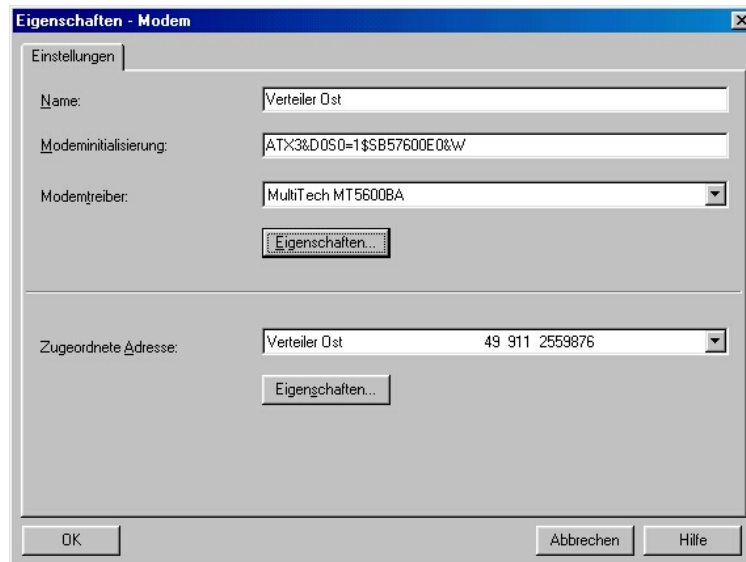 Eigenschaften - Modem
Einstellungen
Name: Verteiler Ost
Modeminitialisierung: ATX3&D0S0=1$SB57600E0&W
Modemtreiber: MultiTech MT5600BA
Eigenschaften...
Zugeordnete Adresse: Verteiler Ost 49 911 2559876
Eigenschaften...
OK Abbrechen Hilfe